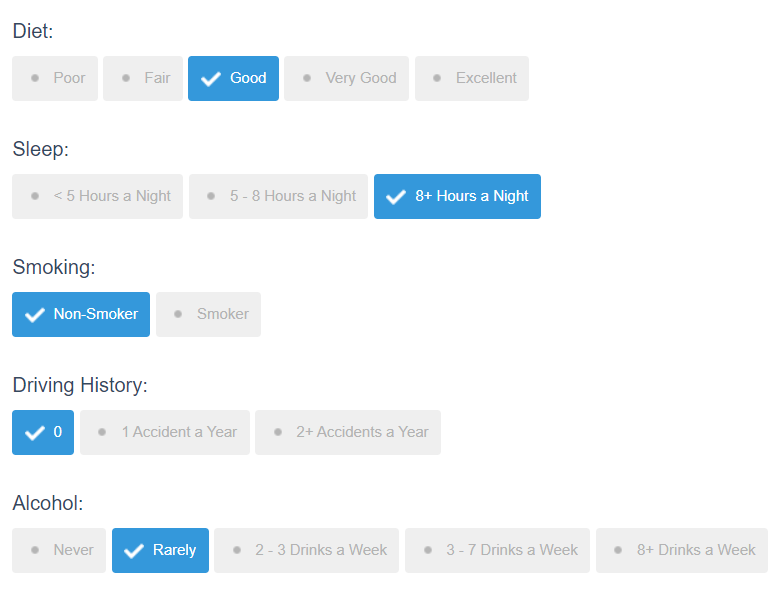 Diet:
Poor Fair Good Very Good Excellent
Sleep:
< 5 Hours a Night 5 - 8 Hours a Night 8+ Hours a Night
Smoking:
Non-Smoker Smoker
Driving History:
0 1 Accident a Year 2+ Accidents a Year
Alcohol:
Never Rarely 2 - 3 Drinks a Week 3 - 7 Drinks a Week 8+ Drinks a Week